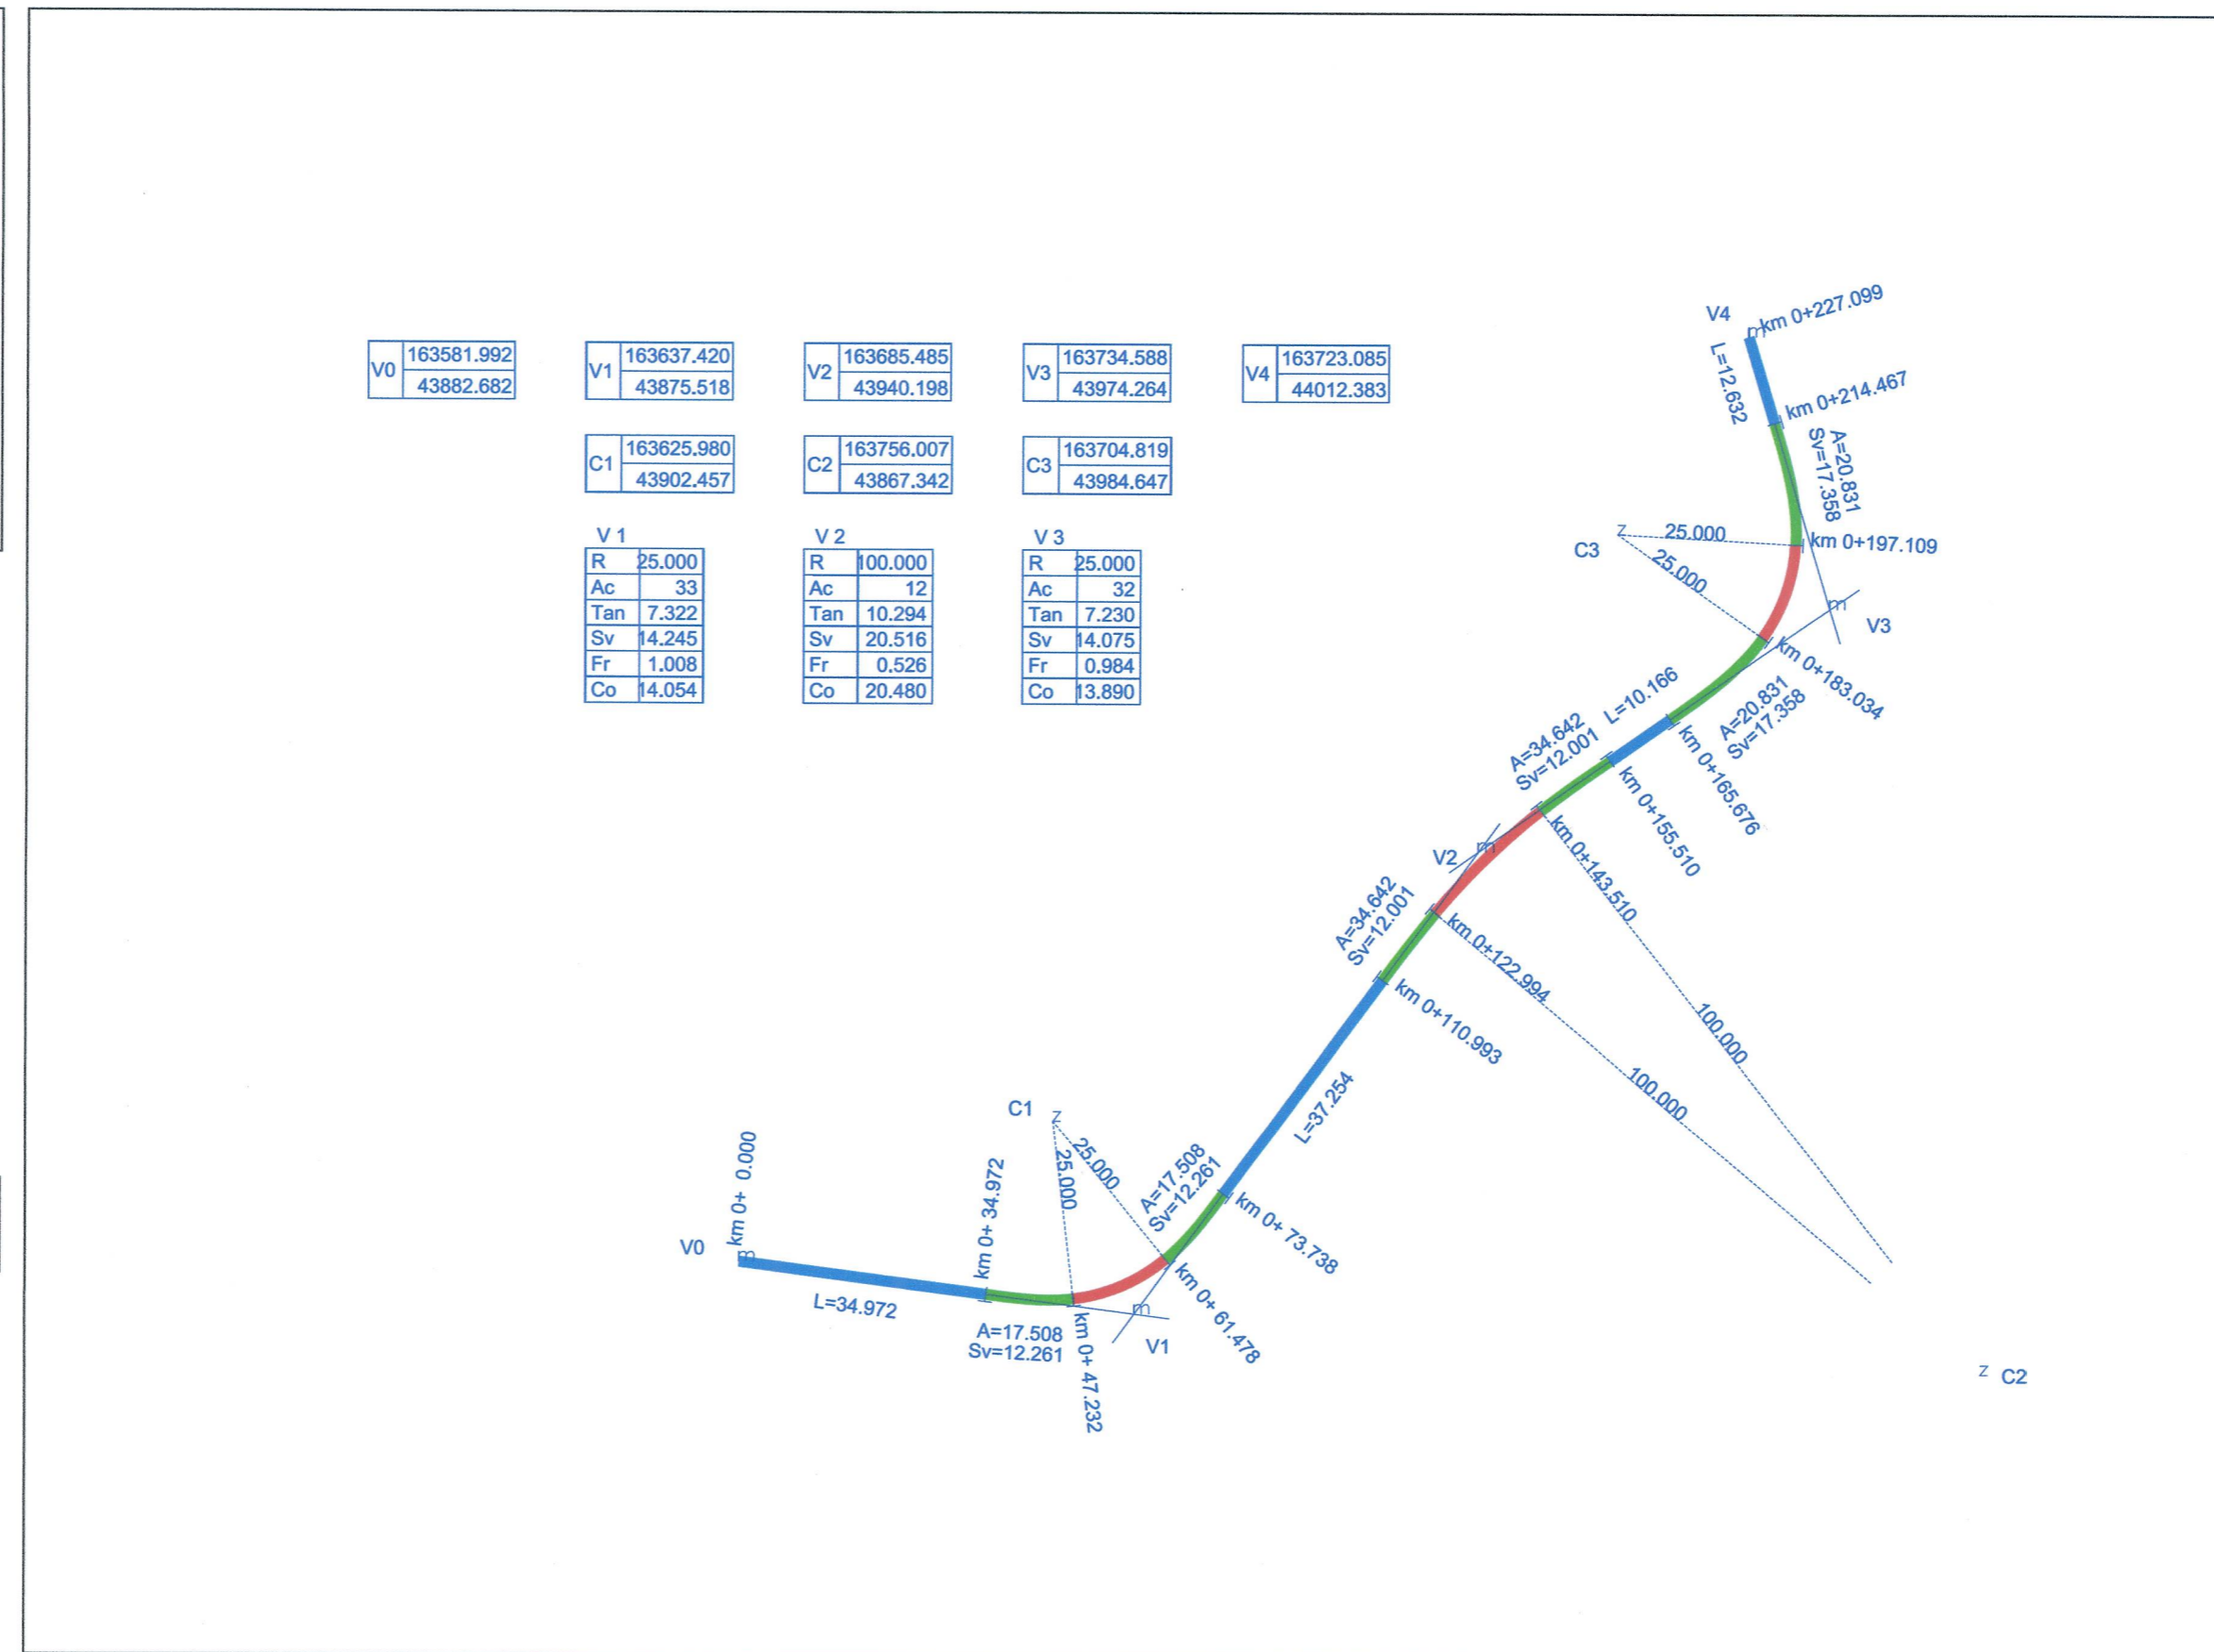 V0 163581.992
43882.682
V1 163637.420
43875.518
V2 163685.485
43940.198
V3 163734.588
43974.264
V4 163723.085
44012.383
C1 163625.980
43902.457
C2 163756.007
43867.342
C3 163704.819
43984.647
V 1
R 25.000
Ac 33
Tan 7.322
Sv 14.245
Fr 1.008
Co 14.054
V 2
R 100.000
Ac 12
Tan 10.294
Sv 20.516
Fr 0.526
Co 20.480
V 3
R 25.000
Ac 32
Tan 7.230
Sv 14.075
Fr 0.984
Co 13.890
V4
km 0+227.099
L=12.632
km 0+214.467
A=20.831
Sv=17.358
z
C3
25.000
25.000
km 0+197.109
m
V3
km 0+183.034
A=20.831
Sv=17.358
L=10.166
km 0+165.676
A=34.642
Sv=12.001
km 0+155.510
V2
m
km 0+143.510
A=34.642
Sv=12.001
km 0+122.994
100.000
100.000
km 0+110.993
L=37.254
C1
z
25.000
25.000
A=17.508
Sv=12.261
km 0+ 73.738
km 0+ 0.000
V0
m
L=34.972
km 0+ 34.972
A=17.508
Sv=12.261
km 0+ 47.232
m
V1
km 0+ 61.478
z C2